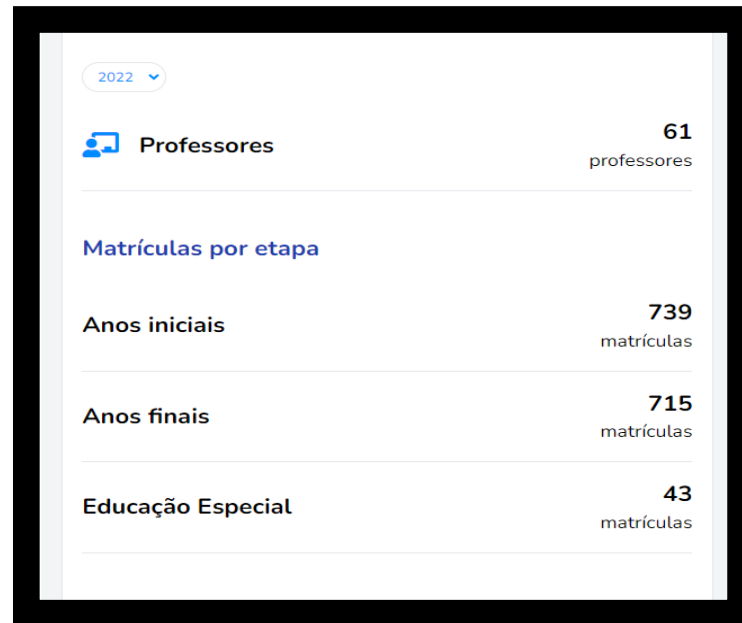 2022
Professores
61
professores
Matrículas por etapa
Anos iniciais
739
matrículas
Anos finais
715
matrículas
Educação Especial
43
matrículas